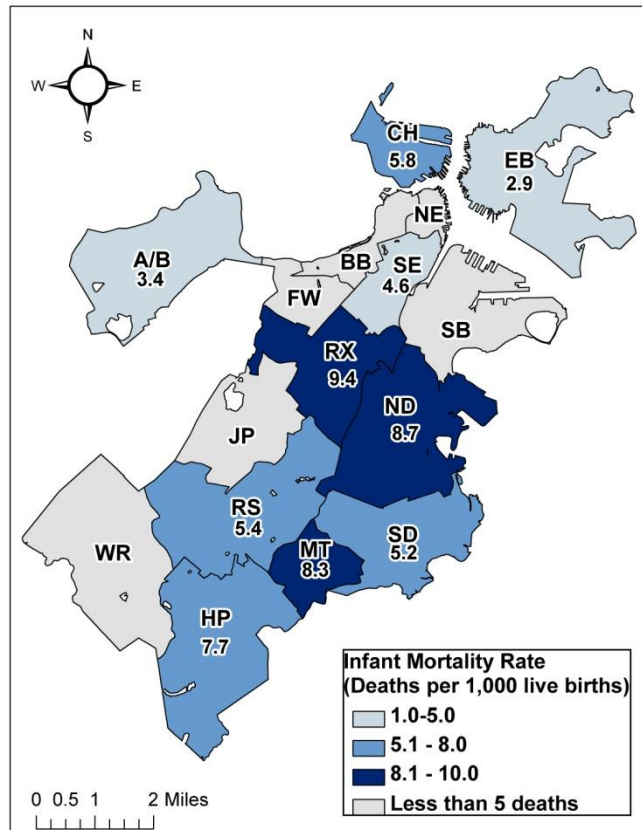 N
W E
S
CH
5.8
EB
2.9
NE
A/B
3.4
BB
SE
4.6
FW
SB
RX
9.4
ND
8.7
JP
RS
5.4
WR
MT
8.3
SD
5.2
HP
7.7
Infant Mortality Rate
(Deaths per 1,000 live births)
1.0-5.0
5.1 - 8.0
8.1 - 10.0
Less than 5 deaths
0 0.5 1 2 Miles